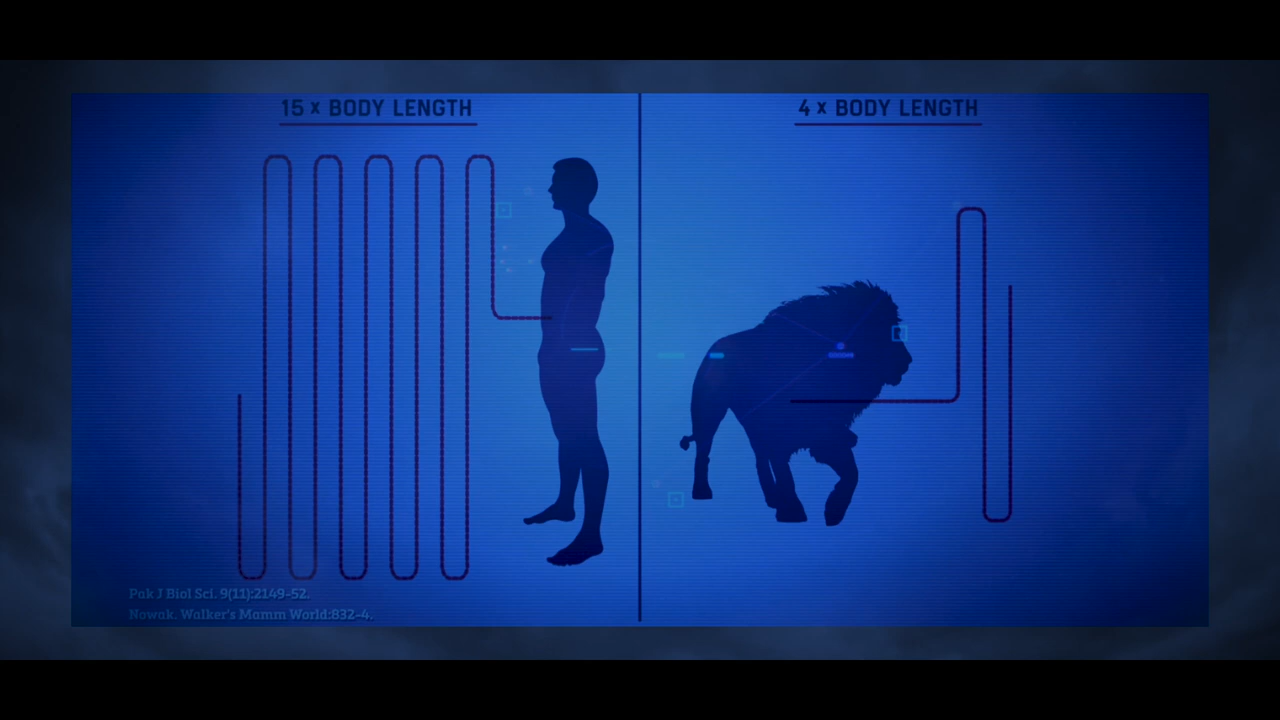 15 x BODY LENGTH
4 x BODY LENGTH
Pak J Biol Sci. 9(11):2149-52.
Nowak. Walker's Mamm World:832-4.